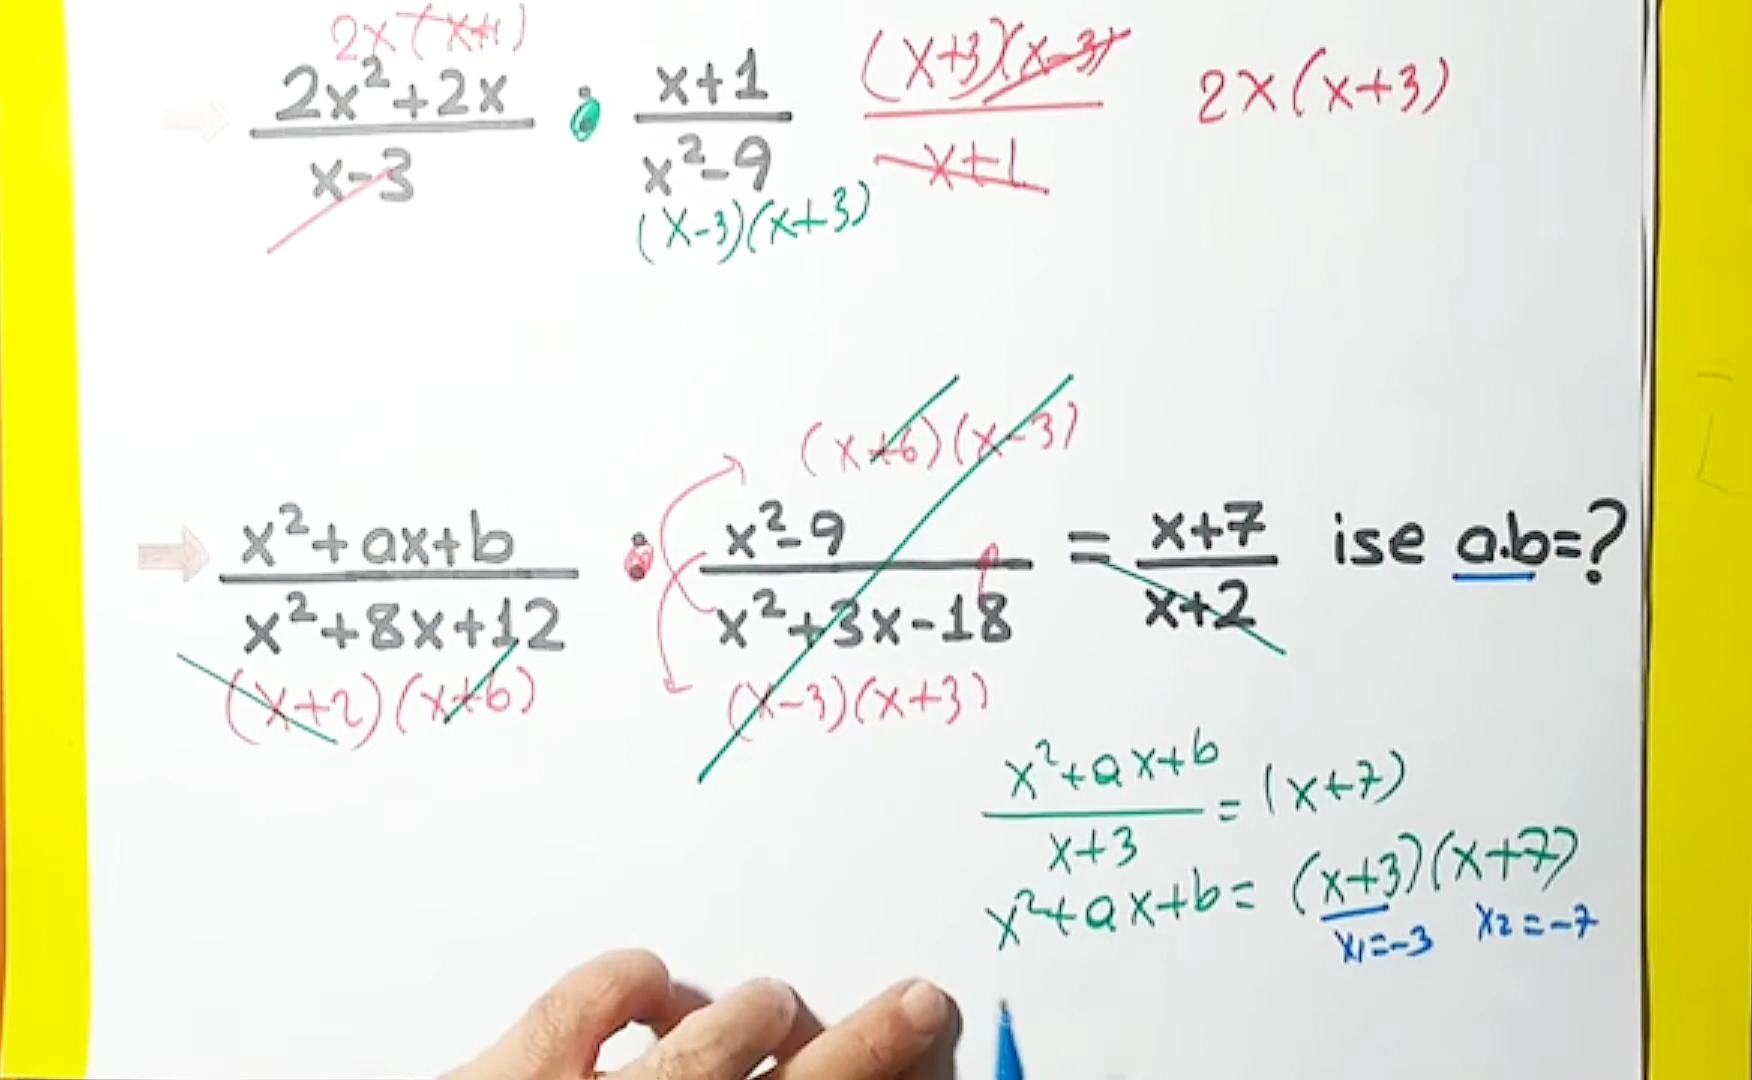 2x(x+1)
2x²+2x / x-3 : x+1 / x²-9 (x+3)(x-3) / x+1 2x(x+3)
(x-3)(x+3)
(x+6)(x-3)
x²+ax+b / x²+8x+12 : x²-9 / x²+3x-18 = x+7 / x+2 ise a.b=?
(x+2)(x+6) (x-3)(x+3)
x²+ax+b / x+3 = (x+7)
x²+ax+b = (x+3)(x+7)
x₁=-3 x₂=-7